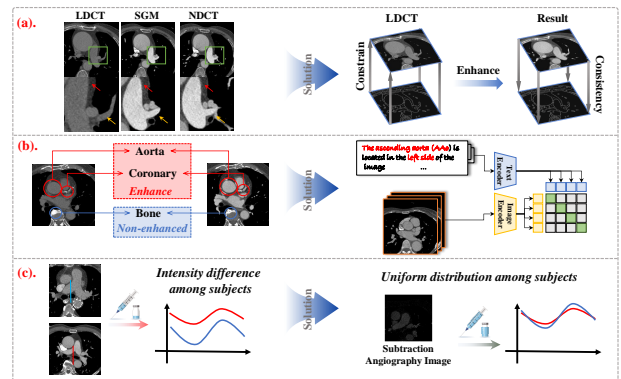 (a).
LDCT SGM NDCT
Solution
LDCT
Result
Constrain
Enhance
Consistency
(b).
Aorta
Coronary
Enhance
Bone
Non-enhanced
Solution
The ascending aorta (AAo) is
located in the left side of the
image ...
Text
Encoder
Image
Encoder
(c).
Intensity difference
among subjects
Solution
Uniform distribution among subjects
Subtraction
Angiography Image